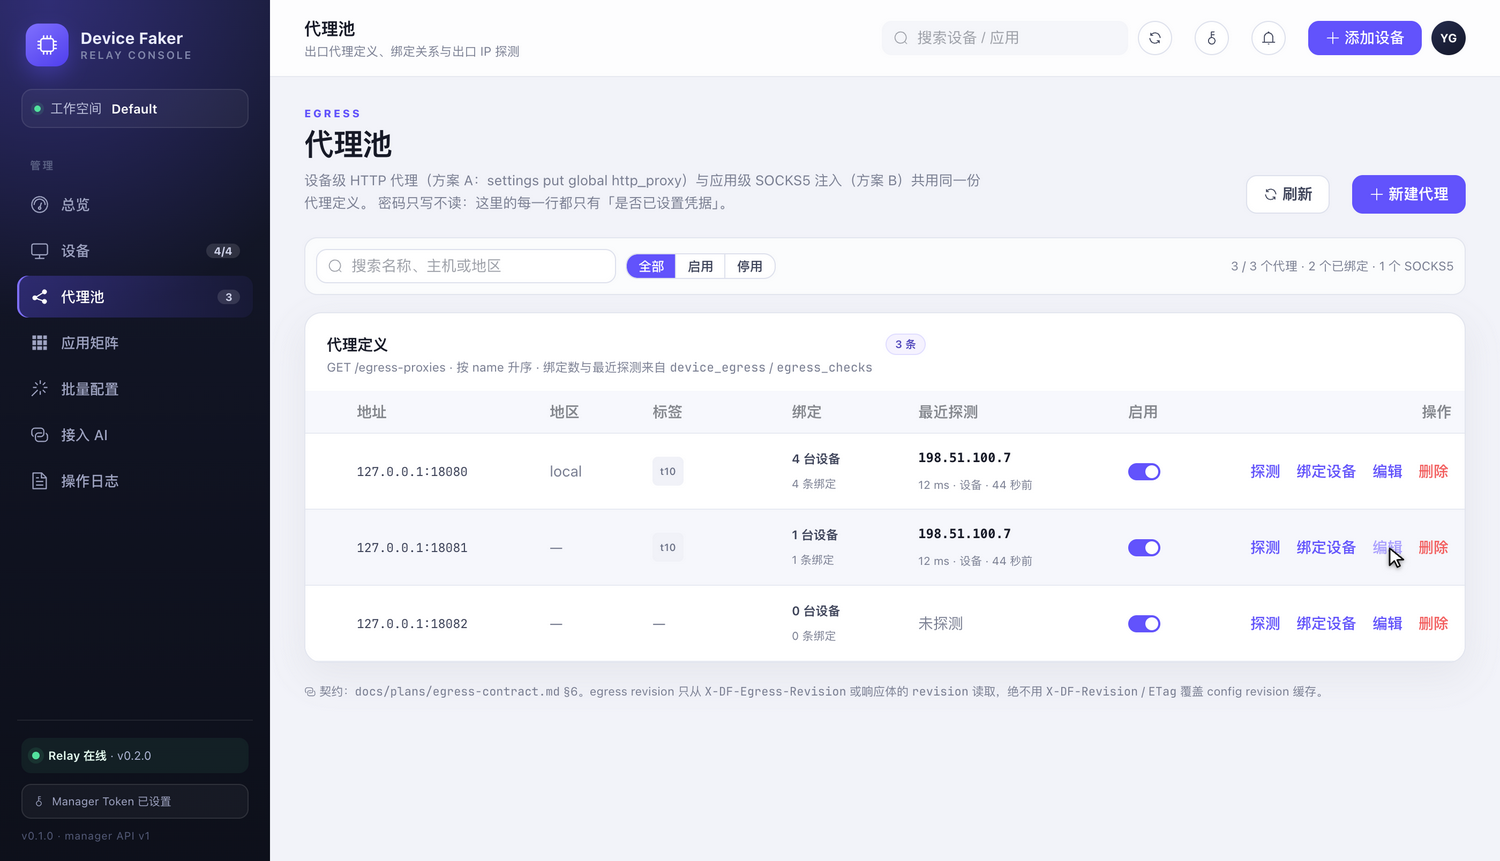 Device Faker
RELAY CONSOLE
工作空间 Default
管理
总览
设备 4/4
代理池 3
应用矩阵
批量配置
接入 AI
操作日志
Relay 在线 · v0.2.0
Manager Token 已设置
v0.1.0 · manager API v1
代理池
出口代理定义、绑定关系与出口 IP 探测
搜索设备 / 应用
添加设备
YG
EGRESS
代理池
设备级 HTTP 代理（方案 A：settings put global http_proxy）与应用级 SOCKS5 注入（方案 B）共用同一份
代理定义。 密码只写不读：这里的每一行都只有「是否已设置凭据」。
刷新
新建代理
搜索名称、主机或地区
全部 启用 停用
3 / 3 个代理 · 2 个已绑定 · 1 个 SOCKS5
代理定义
3 条
GET /egress-proxies · 按 name 升序 · 绑定数与最近探测来自 device_egress / egress_checks
地址 地区 标签 绑定 最近探测 启用 操作
127.0.0.1:18080 local t10 4 台设备 198.51.100.7 探测 绑定设备 编辑 删除
4 条绑定 12 ms · 设备 · 44 秒前
127.0.0.1:18081 — t10 1 台设备 198.51.100.7 探测 绑定设备 编辑 删除
1 条绑定 12 ms · 设备 · 44 秒前
127.0.0.1:18082 — — 0 台设备 未探测 探测 绑定设备 编辑 删除
0 条绑定
契约：docs/plans/egress-contract.md §6。egress revision 只从 X-DF-Egress-Revision 或响应体的 revision 读取，绝不用 X-DF-Revision / ETag 覆盖 config revision 缓存。